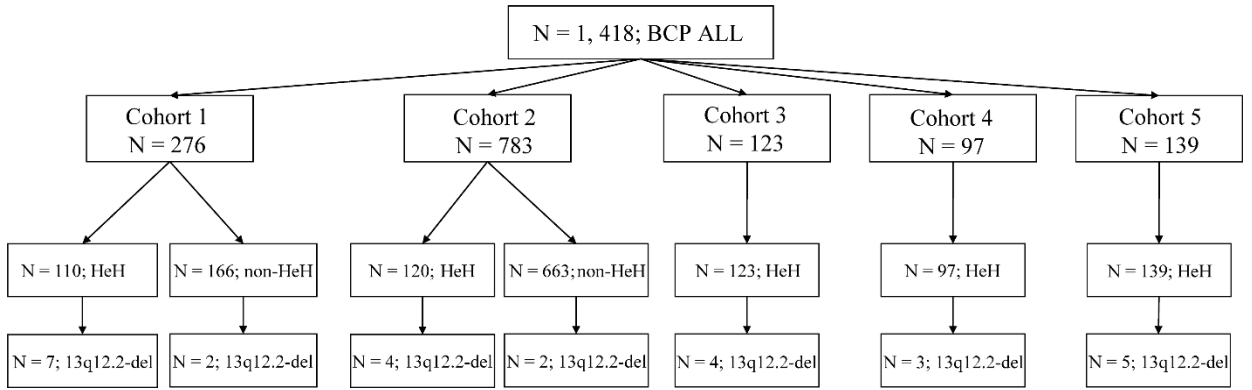 N = 1, 418; BCP ALL
Cohort 1
N = 276
Cohort 2
N = 783
Cohort 3
N = 123
Cohort 4
N = 97
Cohort 5
N = 139
N = 110; HeH
N = 166; non-HeH
N = 120; HeH
N = 663; non-HeH
N = 123; HeH
N = 97; HeH
N = 139; HeH
N = 7; 13q12.2-del
N = 2; 13q12.2-del
N = 4; 13q12.2-del
N = 2; 13q12.2-del
N = 4; 13q12.2-del
N = 3; 13q12.2-del
N = 5; 13q12.2-del